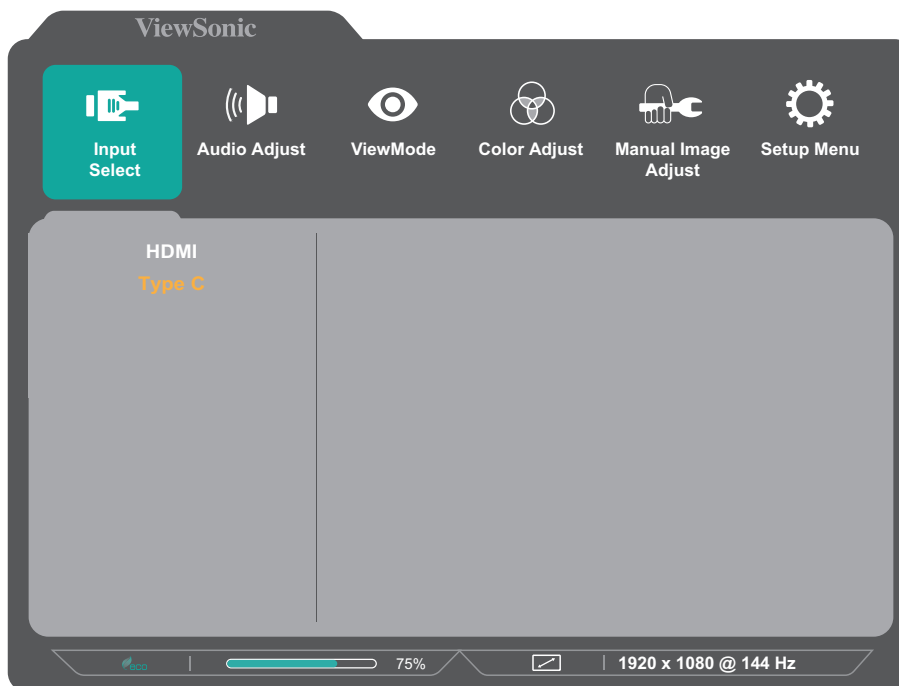 ViewSonic
Input
Select
Audio Adjust
ViewMode
Color Adjust
Manual Image
Adjust
Setup Menu
HDMI
Type C
eco
75%
1920 x 1080 @ 144 Hz